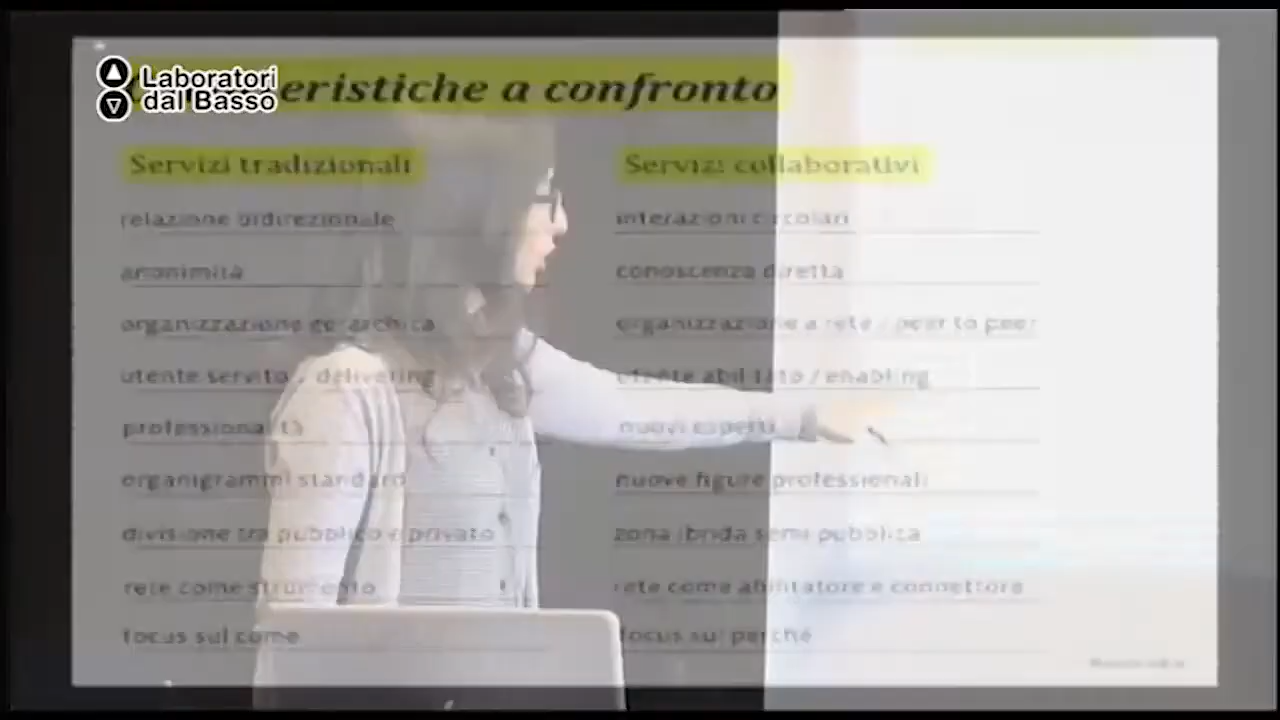 Laboratori
dal Basso
eristiche a confronto
Servizi tradizionali
Servizi collaborativi
relazione bidirezionale
interazioni circolari
anonimità
conoscenza diretta
organizzazione gerarchica
organizzazione a rete / peer to peer
utente servito / delivering
utente abilitato / enabling
professionalità
nuovi esperti
organigrammi standard
nuove figure professionali
divisione tra pubblico e privato
zona ibrida semi pubblica
rete come strumento
rete come abilitatore e connettore
focus sul come
focus sul perché